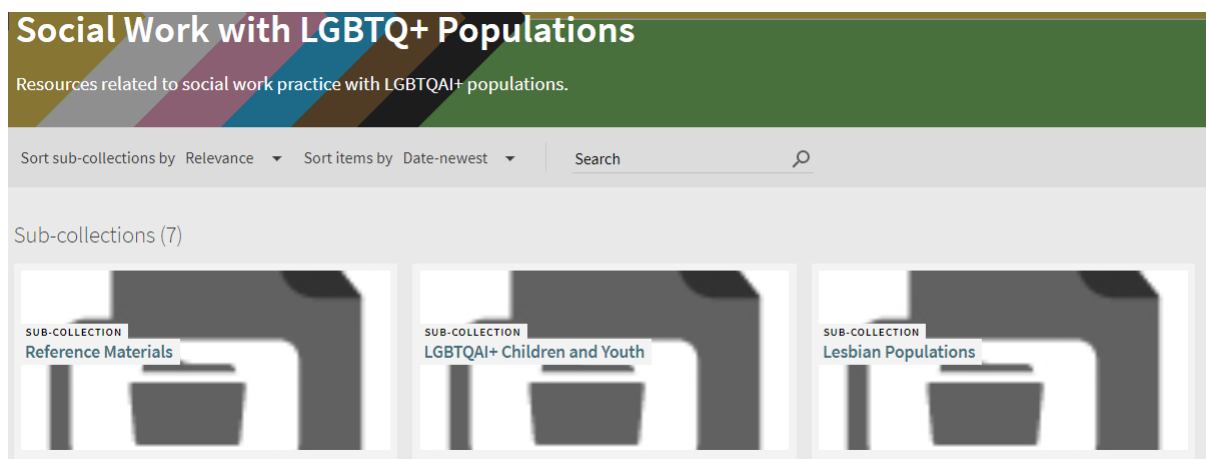 Social Work with LGBTQ+ Populations
Resources related to social work practice with LGBTQAI+ populations.
Sort sub-collections by Relevance Sort items by Date-newest Search
Sub-collections (7)
SUB-COLLECTION SUB-COLLECTION SUB-COLLECTION
Reference Materials LGBTQAI+ Children and Youth Lesbian Populations